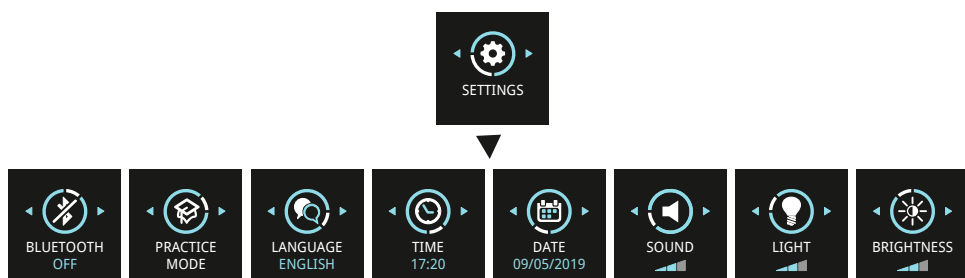 SETTINGS
BLUETOOTH
OFF
PRACTICE
MODE
LANGUAGE
ENGLISH
TIME
17:20
DATE
09/05/2019
SOUND
LIGHT
BRIGHTNESS